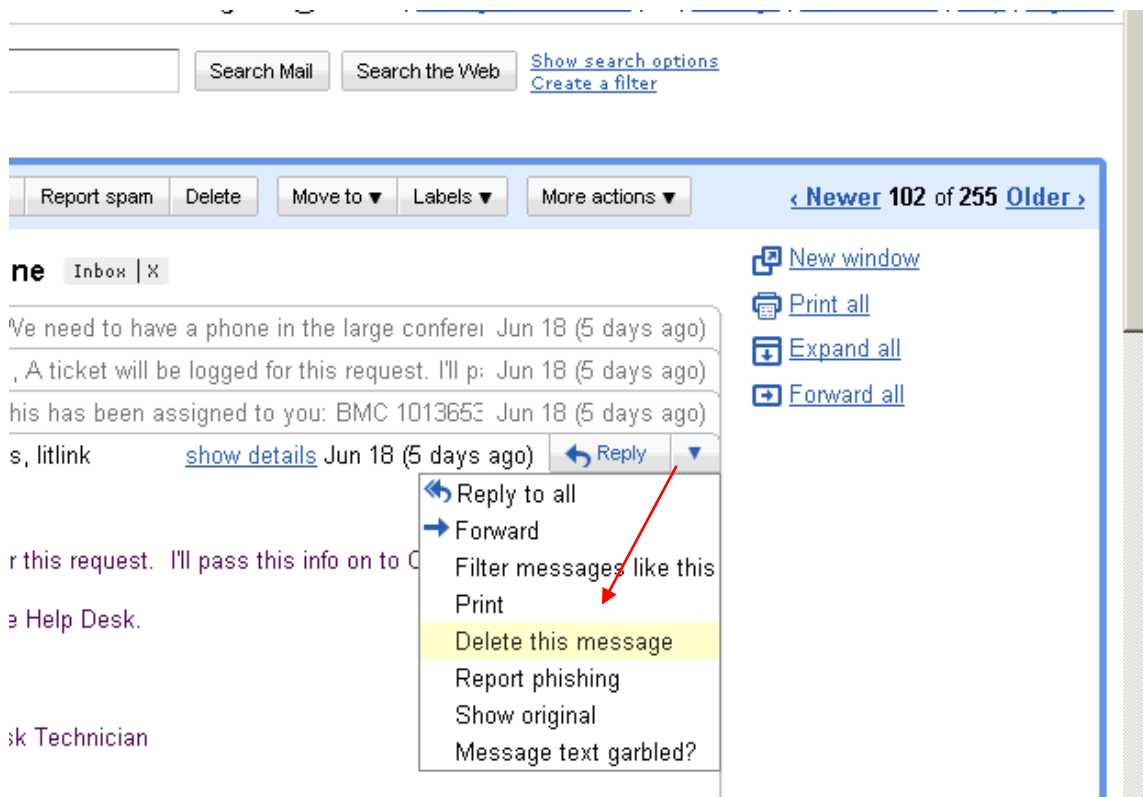 Search Mail Search the Web Show search options
Create a filter
Report spam Delete Move to ▼ Labels ▼ More actions ▼ ‹ Newer 102 of 255 Older ›
ne Inbox | X
New window
Print all
Expand all
Forward all
We need to have a phone in the large Jun 18 (5 days ago)
, A ticket will be logged for this request. I'll Jun 18 (5 days ago)
his has been assigned to you: BMC Jun 18 (5 days ago)
s, litlink show details Jun 18 (5 days ago) Reply ▼
Reply to all
Forward
Filter messages like this
Print
Delete this message
Report phishing
Show original
Message text garbled?
r this request. I'll pass this info on to
e Help Desk.
sk Technician